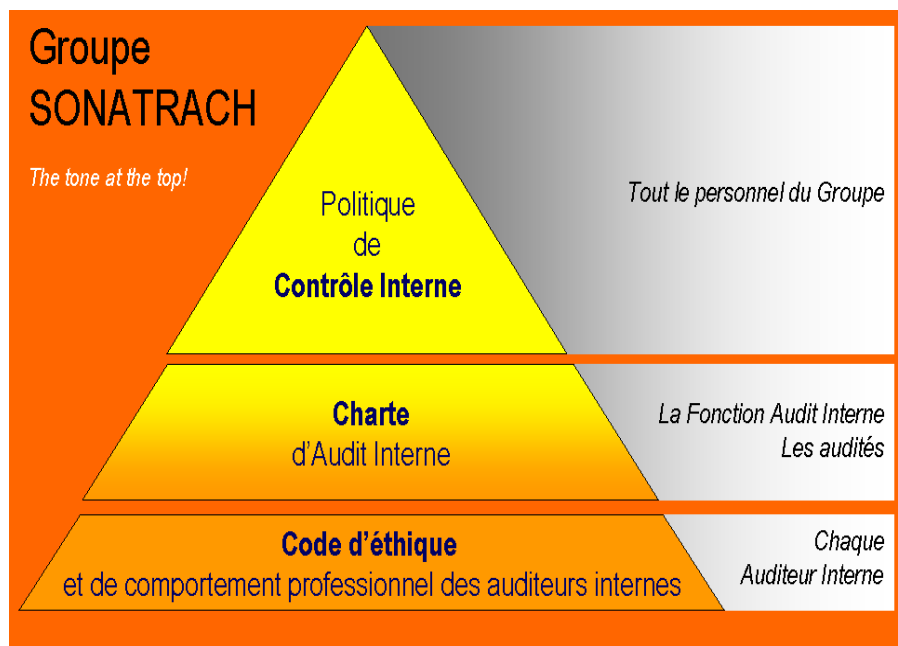 Groupe
SONATRACH
The tone at the top!
Politique
de
Contrôle Interne
Tout le personnel du Groupe
Charte
d'Audit Interne
La Fonction Audit Interne
Les audités
Code d'éthique
et de comportement professionnel des auditeurs internes
Chaque
Auditeur Interne